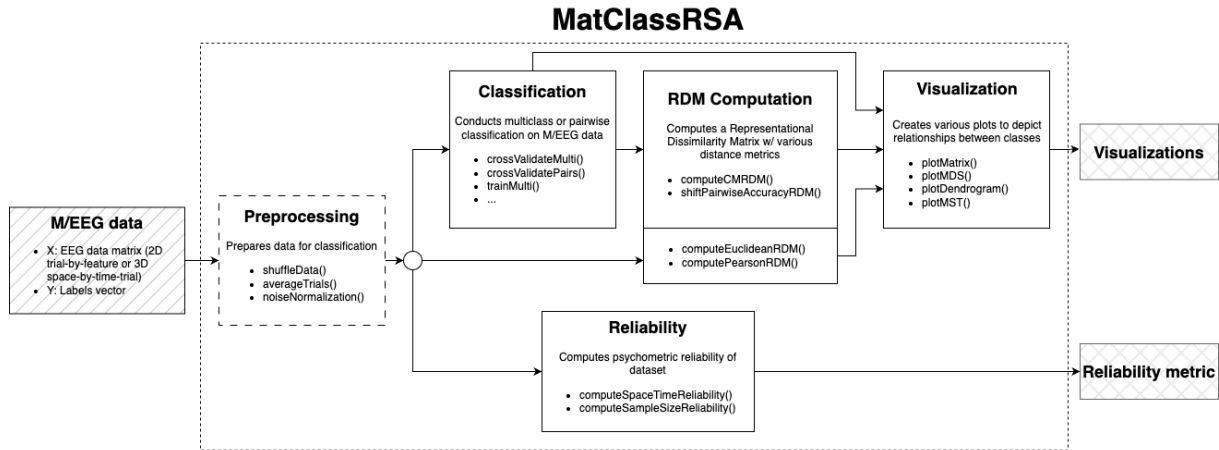 MatClassRSA
M/EEG data
• X: EEG data matrix (2D
trial-by-feature or 3D
space-by-time-trial)
• Y: Labels vector
Preprocessing
Prepares data for classification
• shuffleData()
• averageTrials()
• noiseNormalization()
Classification
Conducts multiclass or pairwise
classification on M/EEG data
• crossValidateMulti()
• crossValidatePairs()
• trainMulti()
• ...
RDM Computation
Computes a Representational
Dissimilarity Matrix w/ various
distance metrics
• computeCMRDM()
• shiftPairwiseAccuracyRDM()
• computeEuclideanRDM()
• computePearsonRDM()
Visualization
Creates various plots to depict
relationships between classes
• plotMatrix()
• plotMDS()
• plotDendrogram()
• plotMST()
Visualizations
Reliability
Computes psychometric reliability of
dataset
• computeSpaceTimeReliability()
• computeSampleSizeReliability()
Reliability metric